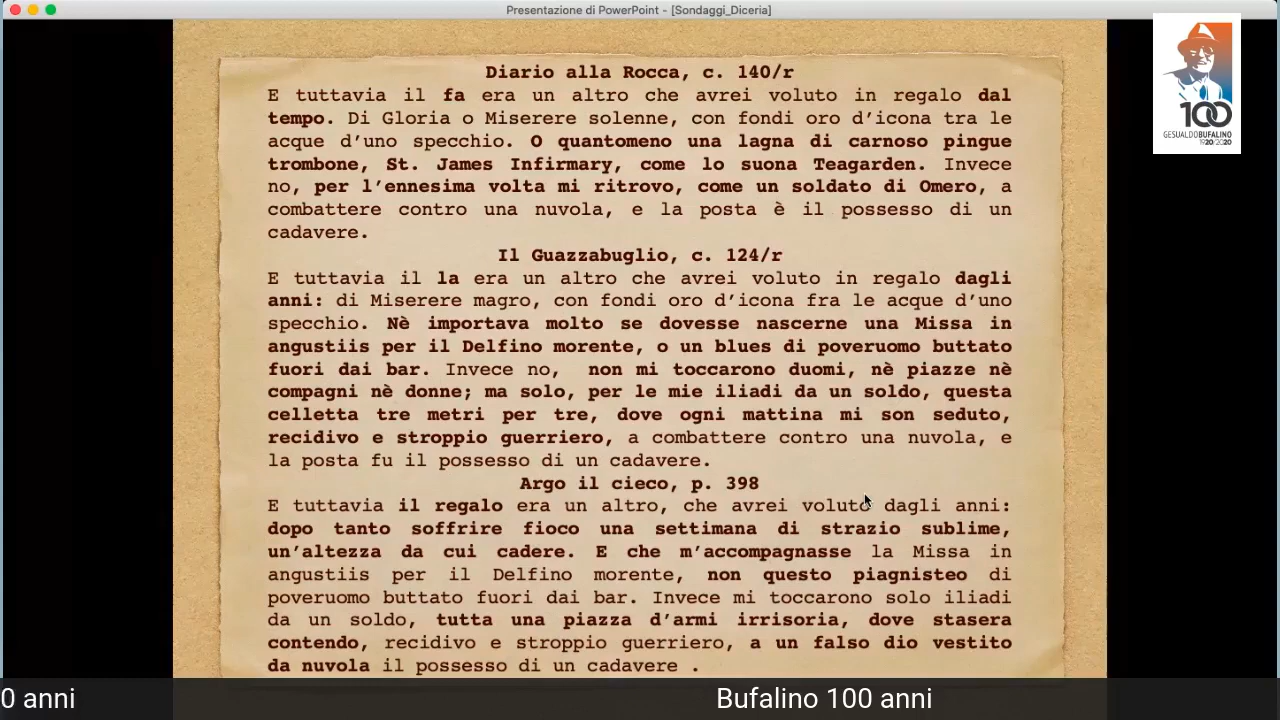 Presentazione di PowerPoint - [Sondaggi_Diceria]
Diario alla Rocca, c. 140/r
E tuttavia il fa era un altro che avrei voluto in regalo dal
tempo. Di Gloria o Miserere solenne, con fondi oro d'icona tra le
acque d'uno specchio. O quantomeno una lagna di carnoso pingue
trombone, St. James Infirmary, come lo suona Teagarden. Invece
no, per l'ennesima volta mi ritrovo, come un soldato di Omero, a
combattere contro una nuvola, e la posta è il possesso di un
cadavere.
Il Guazzabuglio, c. 124/r
E tuttavia il la era un altro che avrei voluto in regalo dagli
anni: di Miserere magro, con fondi oro d'icona fra le acque d'uno
specchio. Nè importava molto se dovesse nascerne una Missa in
angustiis per il Delfino morente, o un blues di poveruomo buttato
fuori dai bar. Invece no, non mi toccarono duomi, nè piazze nè
compagni nè donne; ma solo, per le mie iliadi da un soldo, questa
celletta tre metri per tre, dove ogni mattina mi son seduto,
recidivo e stroppio guerriero, a combattere contro una nuvola, e
la posta fu il possesso di un cadavere.
Argo il cieco, p. 398
E tuttavia il regalo era un altro, che avrei voluto dagli anni:
dopo tanto soffrire fioco una settimana di strazio sublime,
un'altezza da cui cadere. E che m'accompagnasse la Missa in
angustiis per il Delfino morente, non questo piagnisteo di
poveruomo buttato fuori dai bar. Invece mi toccarono solo iliadi
da un soldo, tutta una piazza d'armi irrisoria, dove stasera
contendo, recidivo e stroppio guerriero, a un falso dio vestito
da nuvola il possesso di un cadavere .
100
GESUALDOBUFALINO
1920/2020
0 anni
Bufalino 100 anni